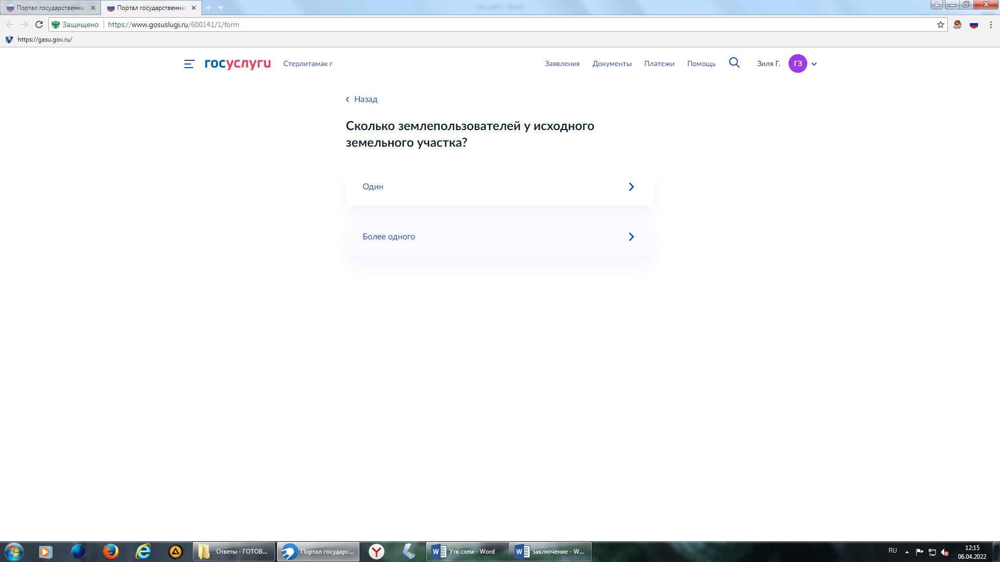 Портал государственны
Портал государственны
Защищено
https://www.gosuslugi.ru/600141/1/form
https://gasu.gov.ru/
госуслуги
Стерлитамак г
Заявления
Документы
Платежи
Помощь
Зиля Г.
ГЗ
Назад
Сколько землепользователей у исходного
земельного участка?
Один
Более одного
Ответы - ГОТОВ...
Портал государс...
Утв схем - Word
заключение - W...
RU
12:15
06.04.2022